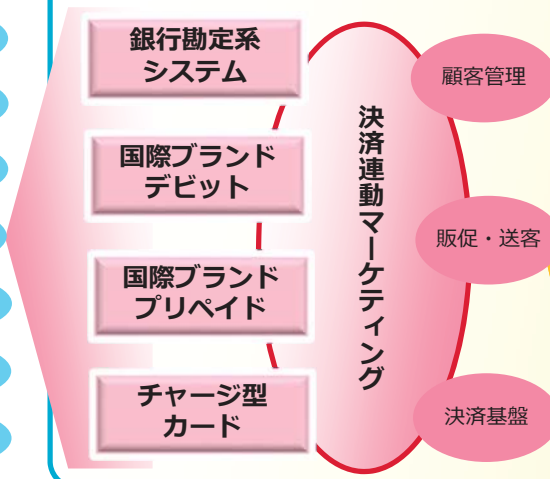 銀行勘定系
システム
国際ブランド
デビット
国際ブランド
プリペイド
チャージ型
カード
決済連動マーケティング
顧客管理
販促・送客
決済基盤